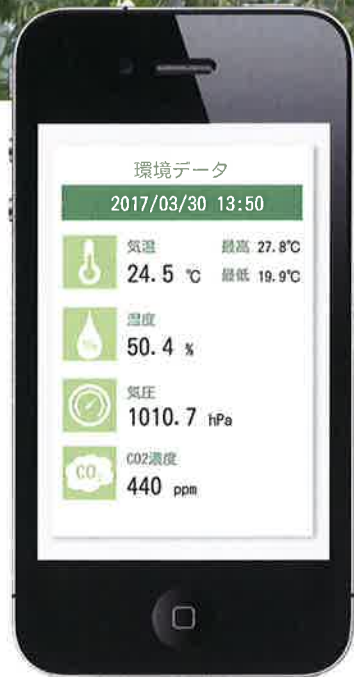 環境データ
2017/03/30 13:50
気温 最高 27.8℃
24.5 ℃ 最低 19.9℃
湿度
%
50.4 %
気圧
1010.7 hPa
CO2濃度
CO₂
440 ppm